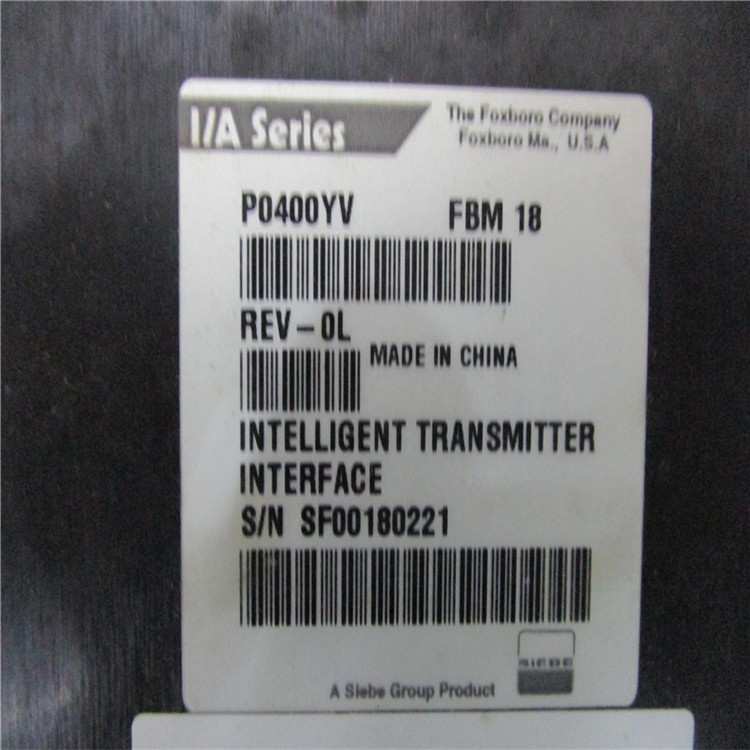 I/A Series
The Foxboro Company
Foxboro Ma., U.S.A
P0400YV FBM 18
REV-0L
MADE IN CHINA
INTELLIGENT TRANSMITTER
INTERFACE
S/N SF00180221
SIEBE
A Siebe Group Product